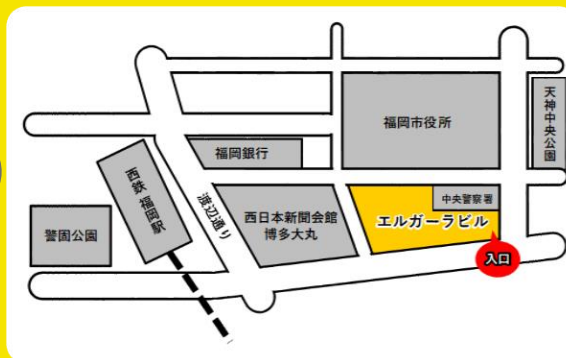 福岡市役所
天神中央公園
福岡銀行
西鉄 福岡駅
渡辺通り
中央警察署
西日本新聞会館
博多大丸
エルガーラビル
警固公園
入口